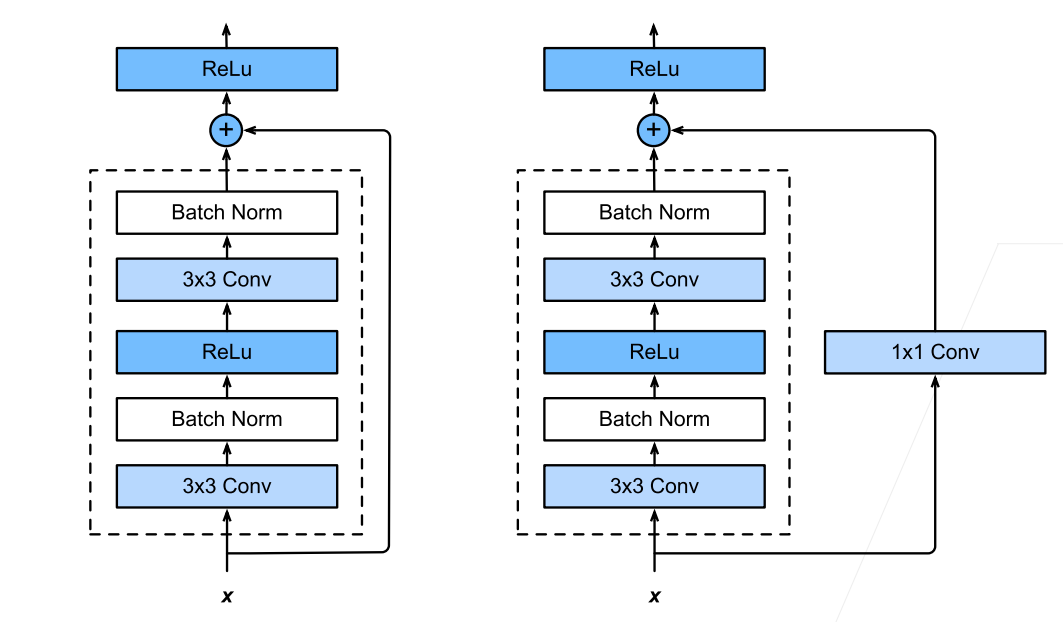 ReLu
+
Batch Norm
3x3 Conv
ReLu
Batch Norm
3x3 Conv
x
ReLu
+
Batch Norm
3x3 Conv
ReLu
Batch Norm
3x3 Conv
x
1x1 Conv